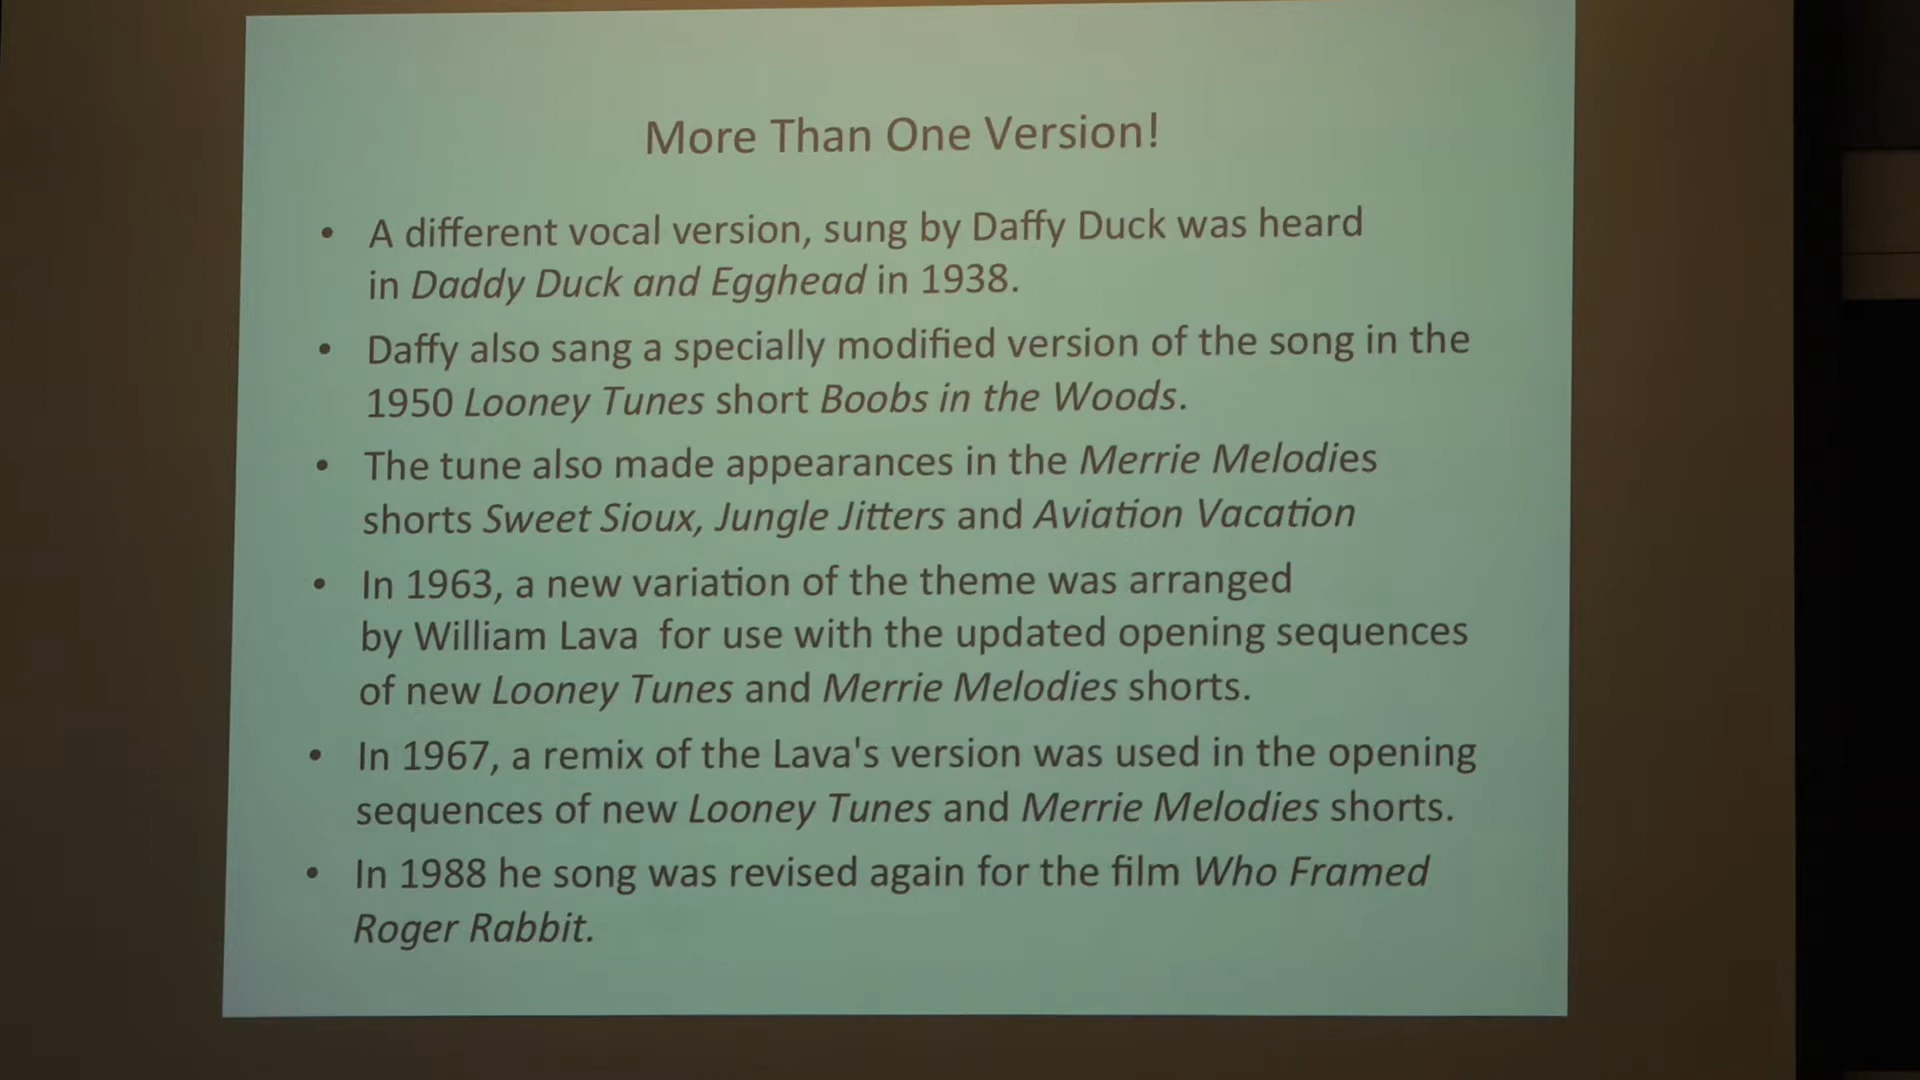 More Than One Version!
• A different vocal version, sung by Daffy Duck was heard
in Daddy Duck and Egghead in 1938.
• Daffy also sang a specially modified version of the song in the
1950 Looney Tunes short Boobs in the Woods.
• The tune also made appearances in the Merrie Melodies
shorts Sweet Sioux, Jungle Jitters and Aviation Vacation
• In 1963, a new variation of the theme was arranged
by William Lava for use with the updated opening sequences
of new Looney Tunes and Merrie Melodies shorts.
• In 1967, a remix of the Lava's version was used in the opening
sequences of new Looney Tunes and Merrie Melodies shorts.
• In 1988 he song was revised again for the film Who Framed
Roger Rabbit.